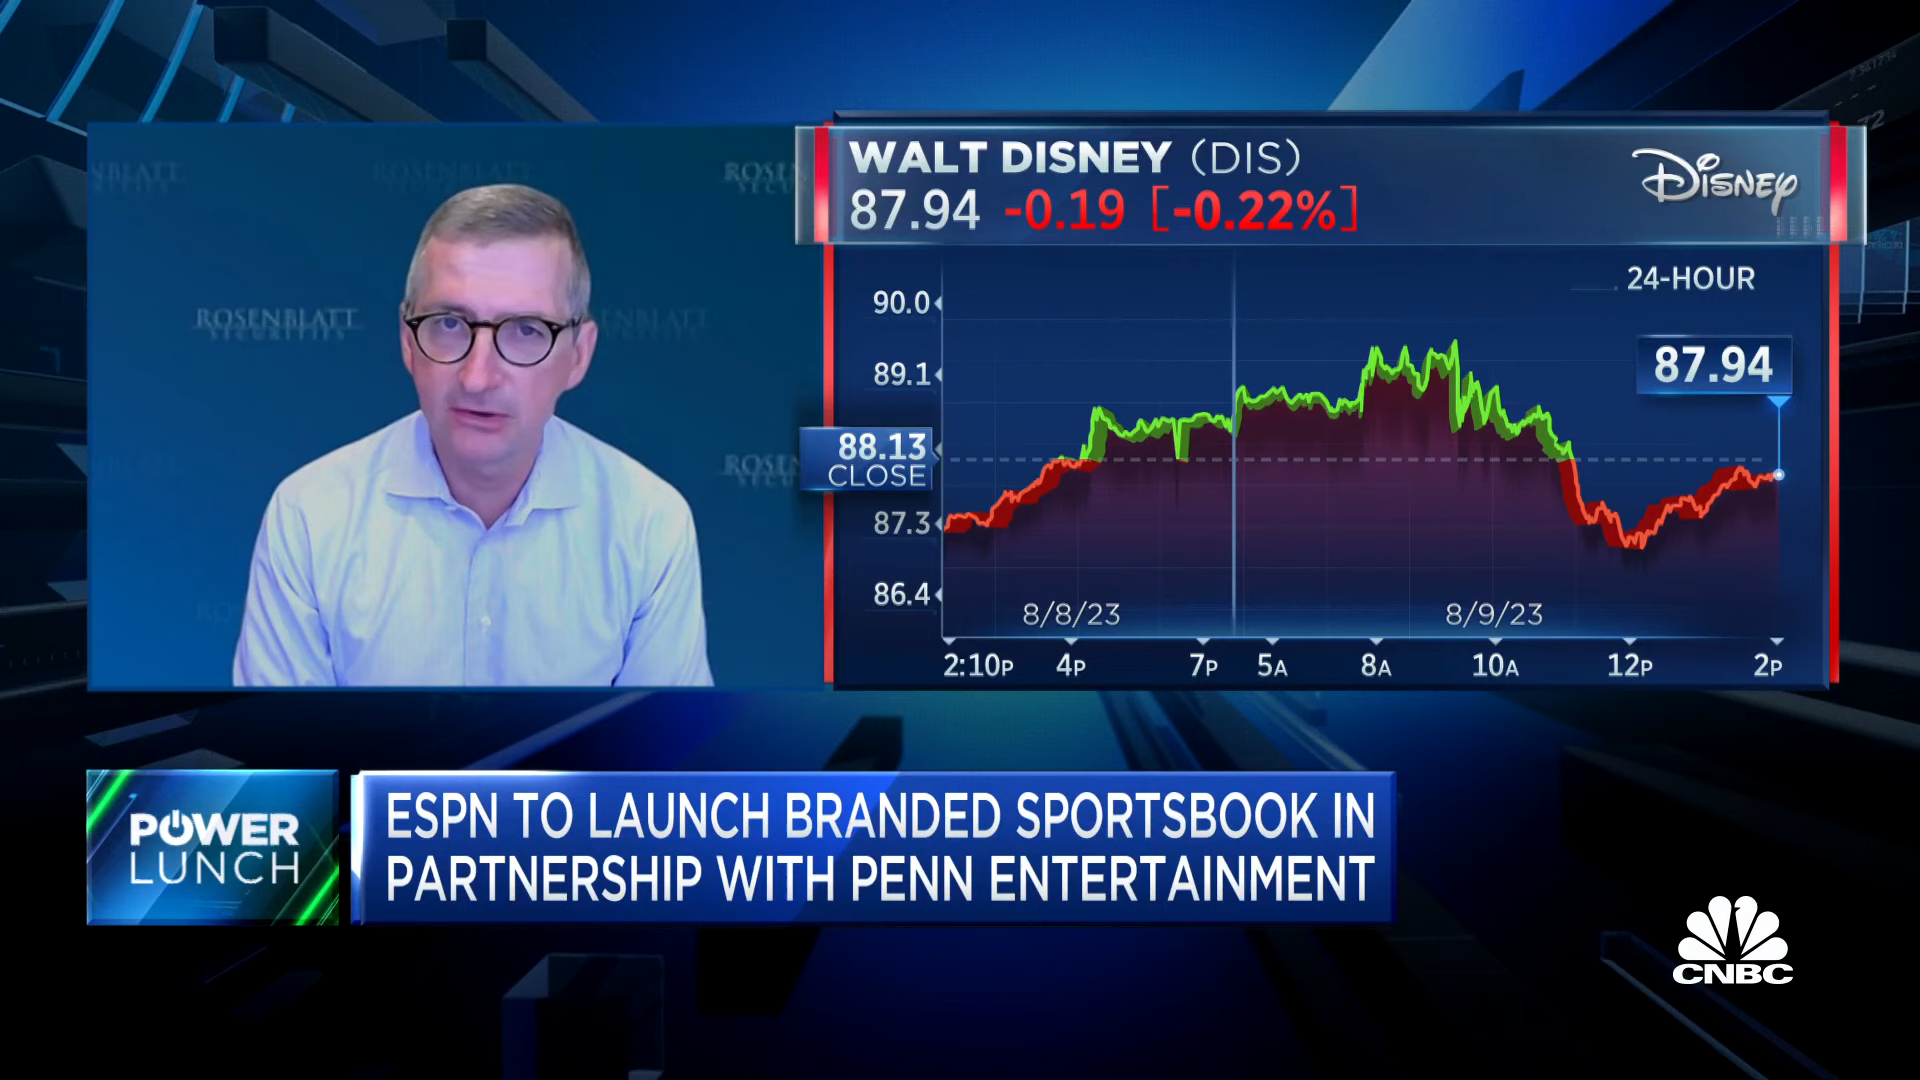 ROSENBLATT
SECURITIES
WALT DISNEY (DIS)
87.94 -0.19 [-0.22%]
Disney
24-HOUR
90.0
89.1
88.13
CLOSE
87.3
86.4
87.94
8/8/23
8/9/23
2:10P 4P 7P 5A 8A 10A 12P 2P
POWER
LUNCH
ESPN TO LAUNCH BRANDED SPORTSBOOK IN
PARTNERSHIP WITH PENN ENTERTAINMENT
CNBC